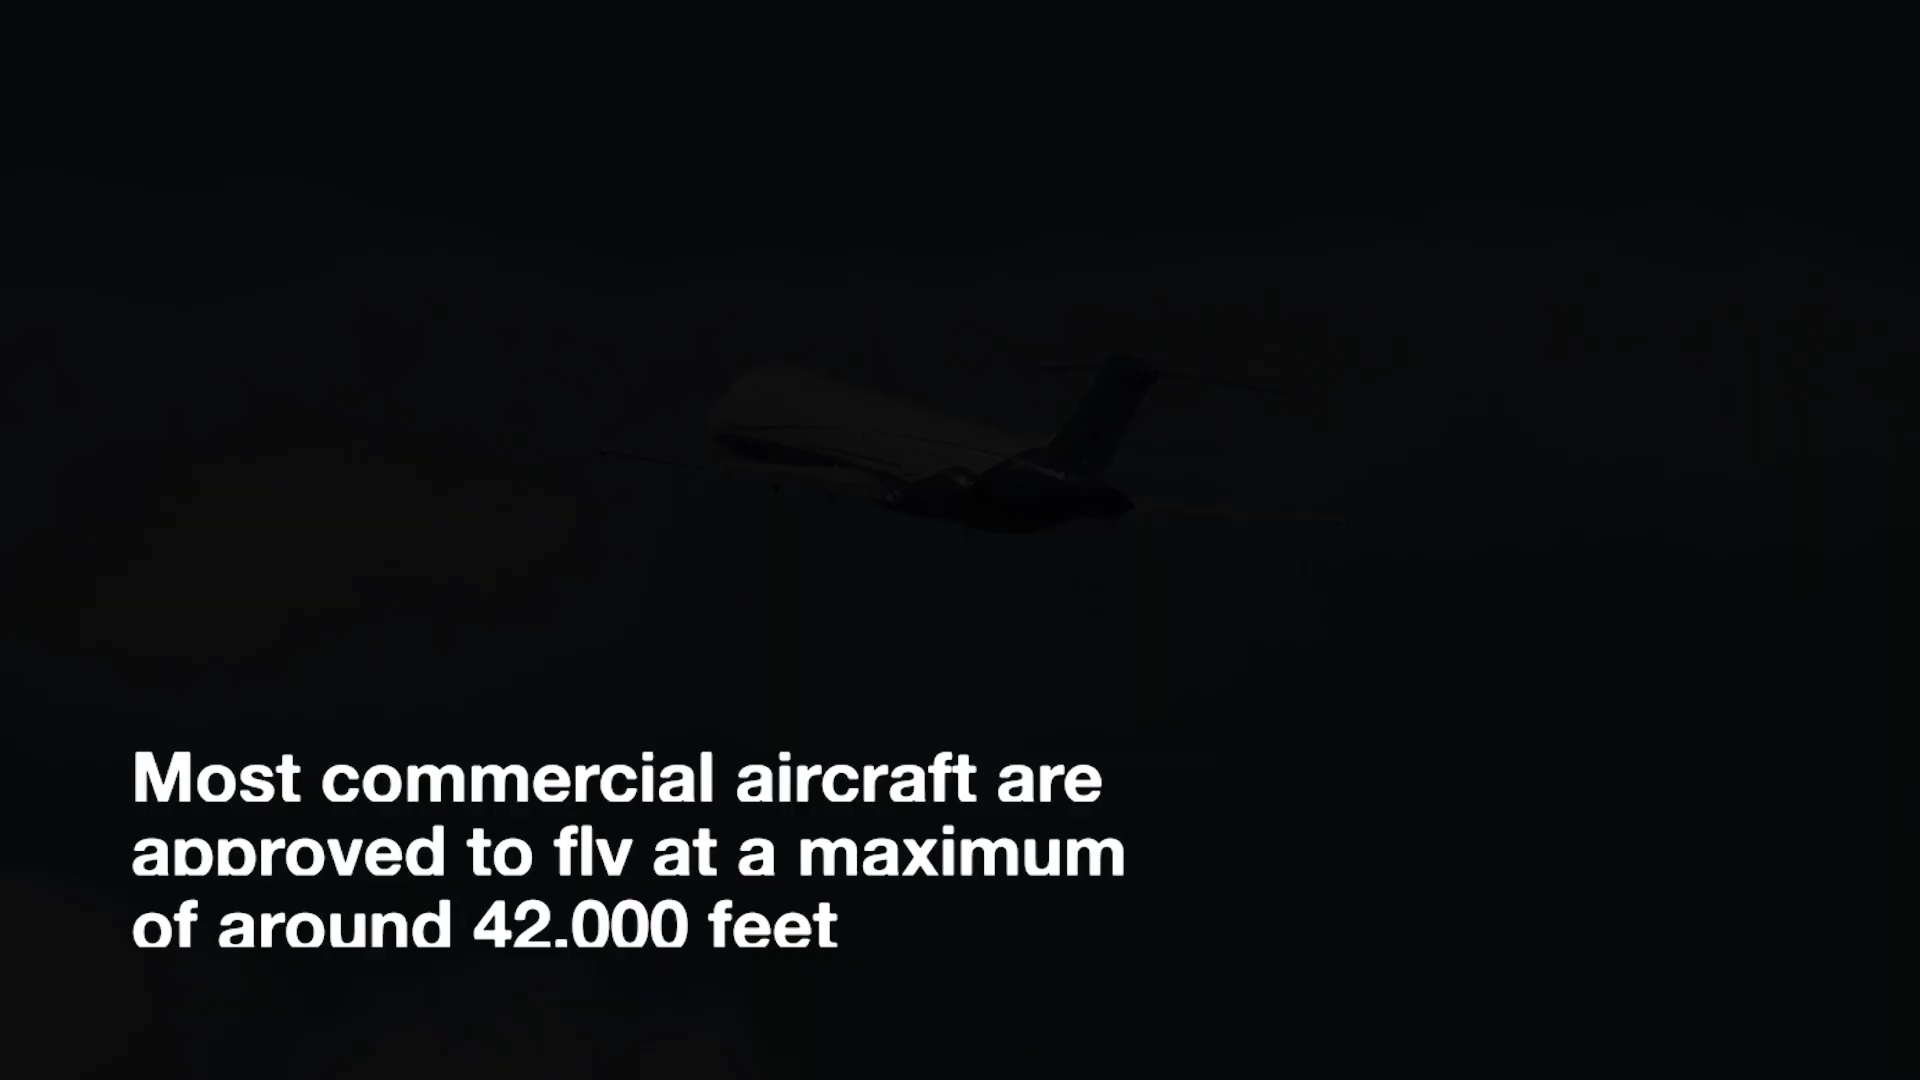 Most commercial aircraft are
approved to fly at a maximum
of around 42,000 feet